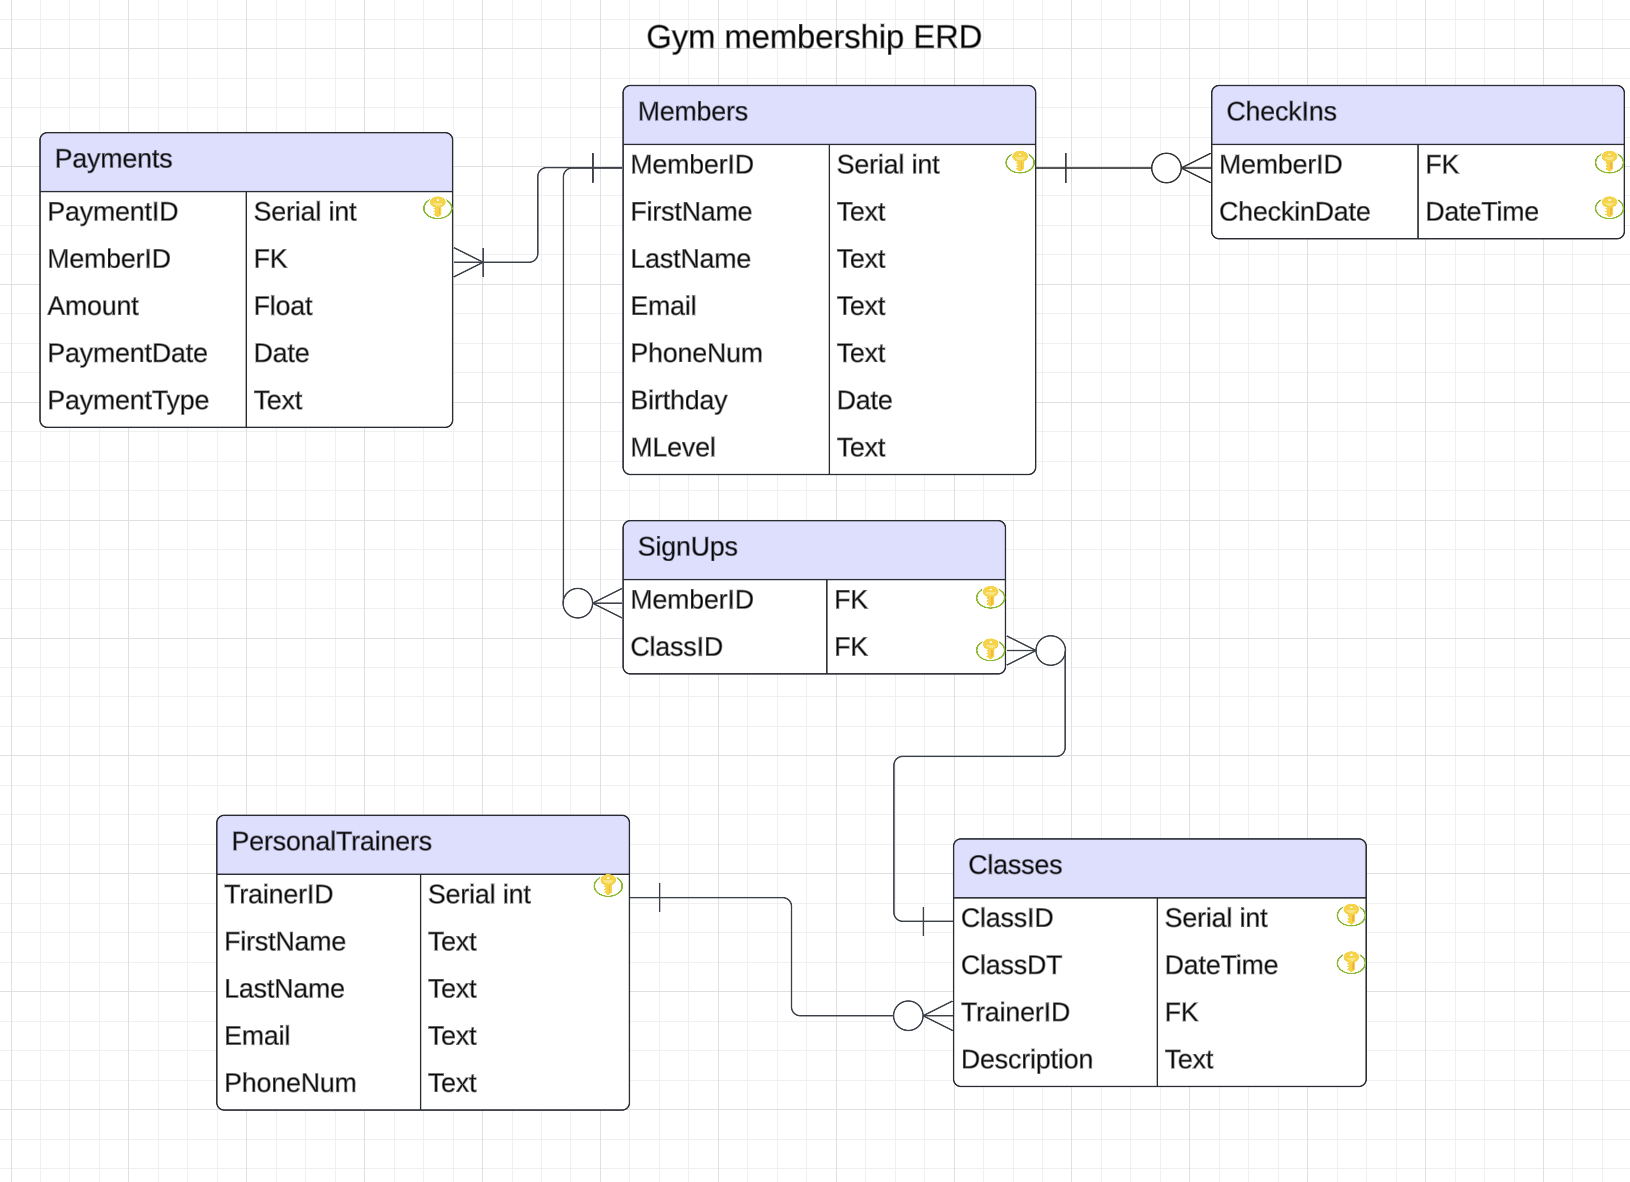 Gym membership ERD
Payments
PaymentID Serial int
MemberID FK
Amount Float
PaymentDate Date
PaymentType Text
Members
MemberID Serial int
FirstName Text
LastName Text
Email Text
PhoneNum Text
Birthday Date
MLevel Text
CheckIns
MemberID FK
CheckinDate DateTime
SignUps
MemberID FK
ClassID FK
PersonalTrainers
TrainerID Serial int
FirstName Text
LastName Text
Email Text
PhoneNum Text
Classes
ClassID Serial int
ClassDT DateTime
TrainerID FK
Description Text